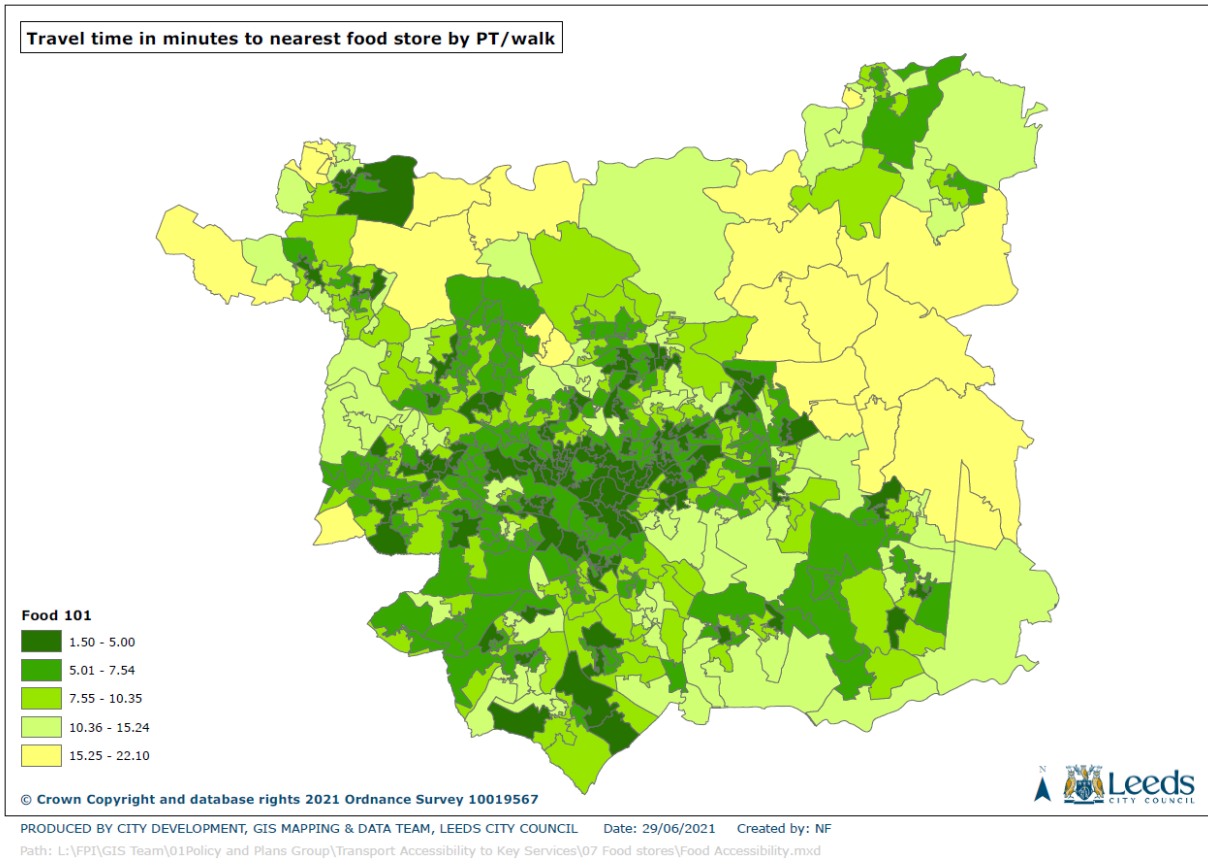 Travel time in minutes to nearest food store by PT/walk
Food 101
1.50 - 5.00
5.01 - 7.54
7.55 - 10.35
10.36 - 15.24
15.25 - 22.10
N
Leeds
CITY COUNCIL
© Crown Copyright and database rights 2021 Ordnance Survey 10019567
PRODUCED BY CITY DEVELOPMENT, GIS MAPPING & DATA TEAM, LEEDS CITY COUNCIL Date: 29/06/2021 Created by: NF
Path: L:\FPI\GIS Team\01Policy and Plans Group\Transport Accessibility to Key Services\07 Food stores\Food Accessibility.mxd